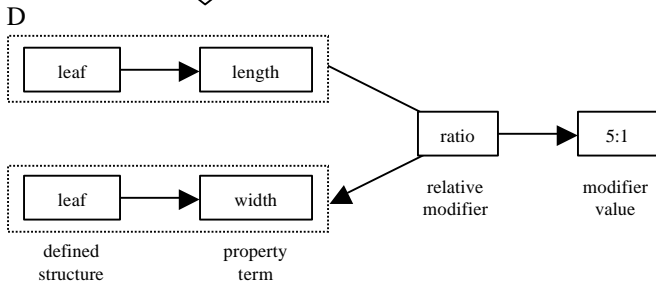 D
leaf
length
ratio
5:1
relative
modifier
modifier
value
leaf
width
defined
structure
property
term